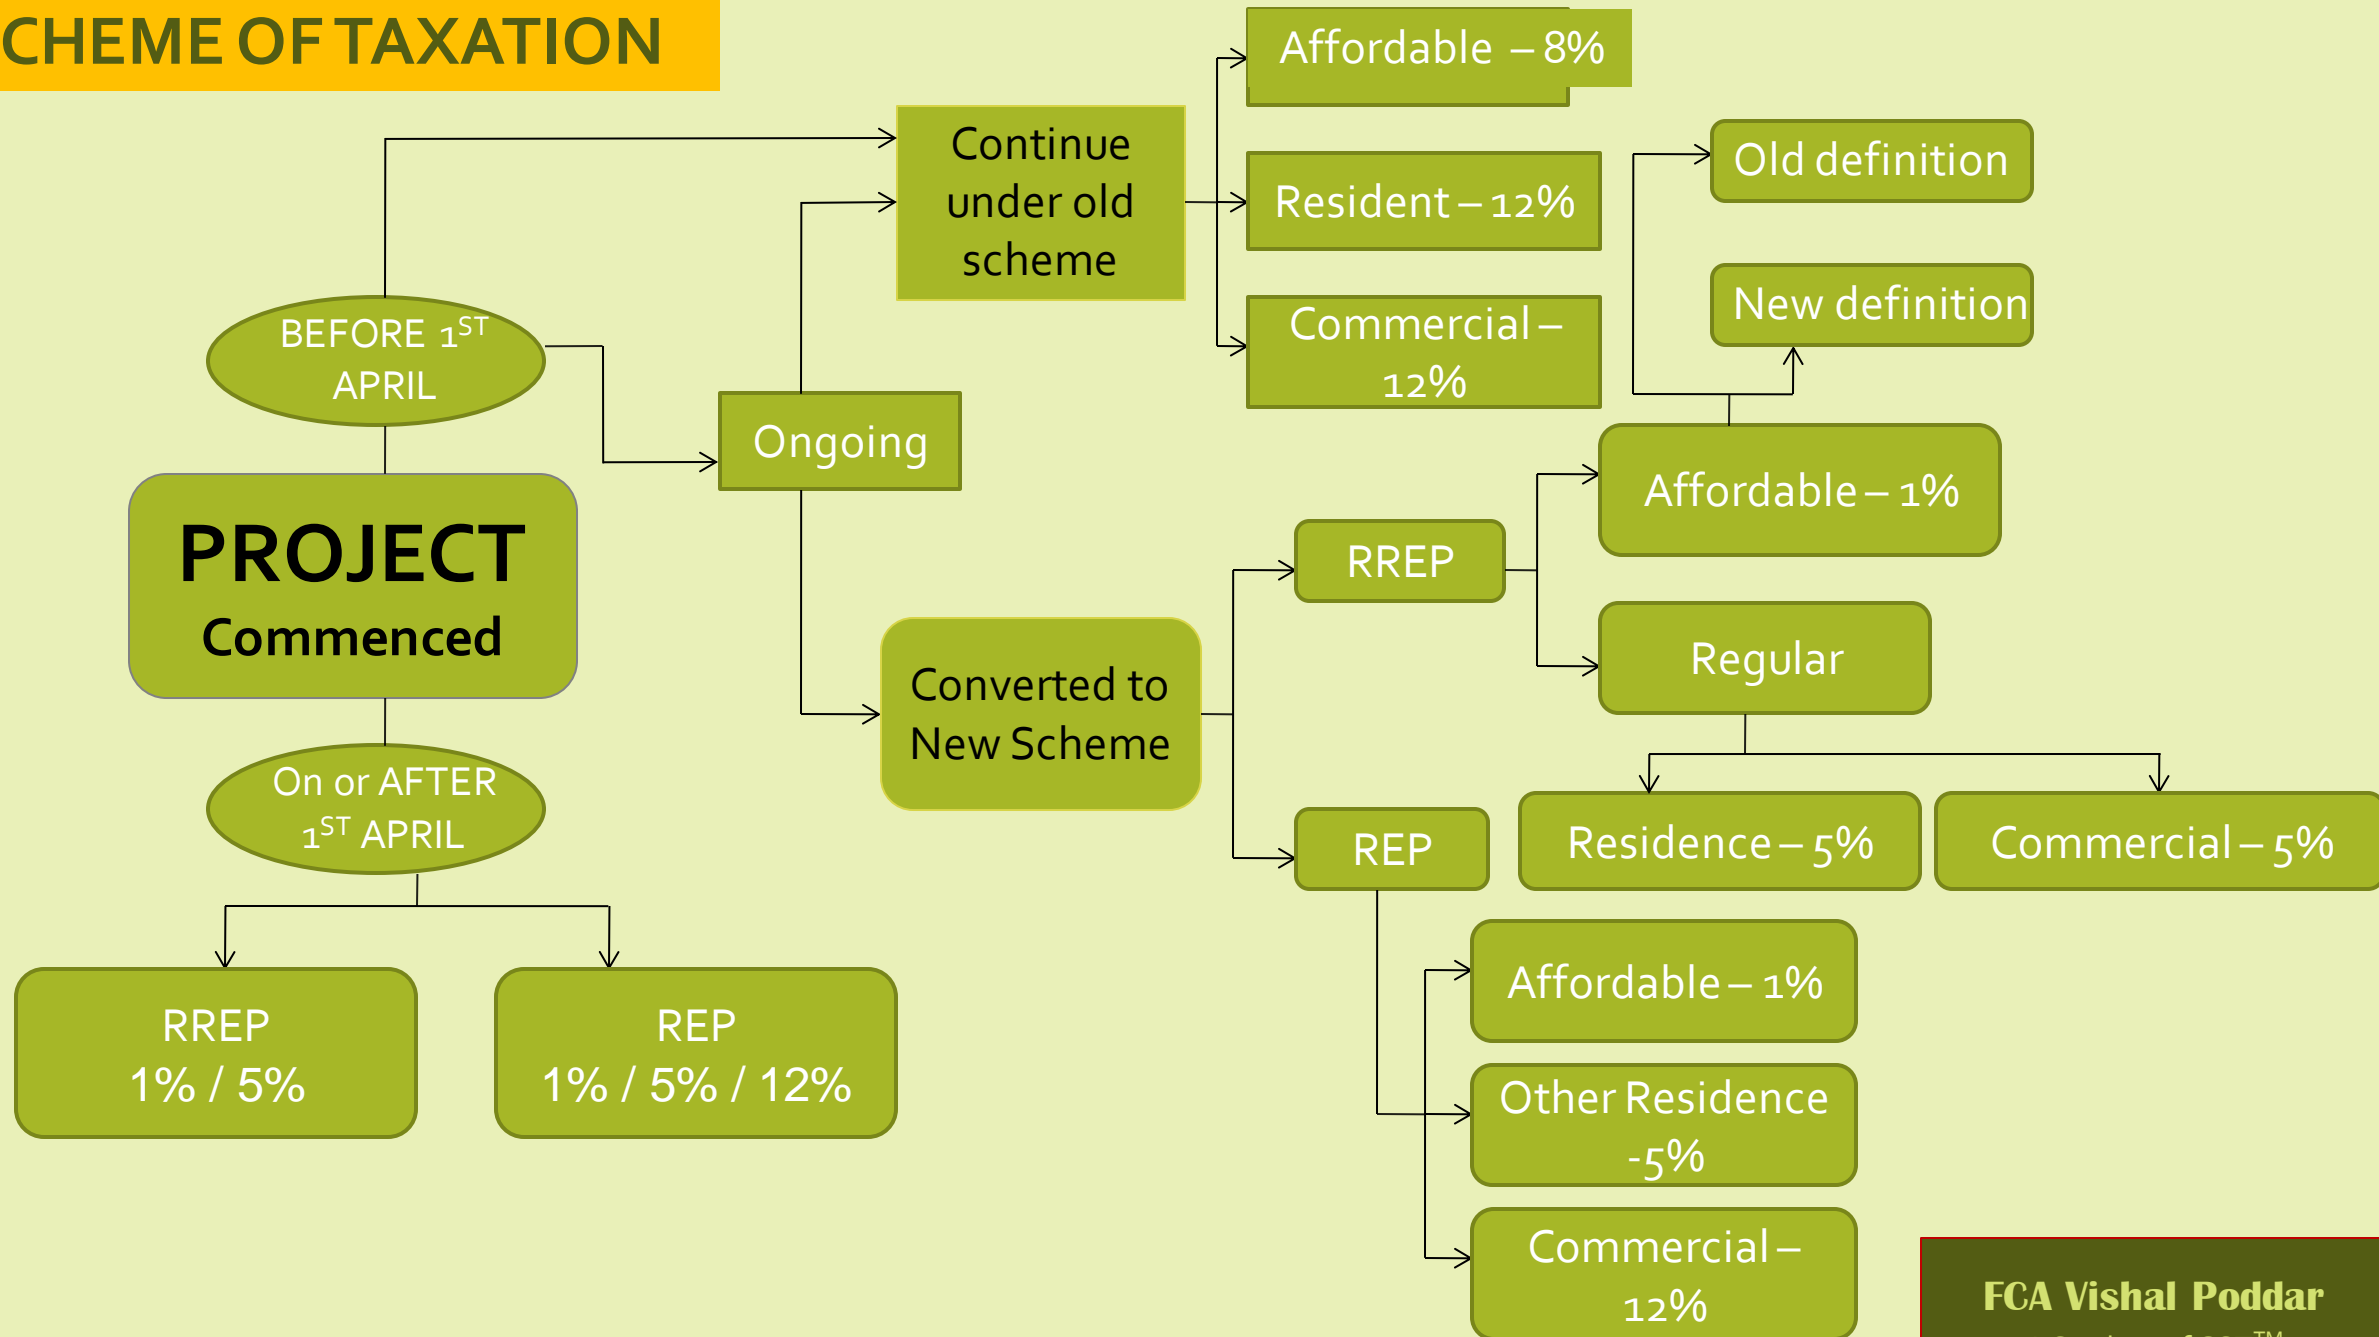 CHEME OF TAXATION
Affordable – 8%
Continue
under old
scheme
Resident – 12%
Commercial –
12%
Old definition
New definition
BEFORE 1ST
APRIL
Ongoing
Affordable – 1%
PROJECT
Commenced
RREP
Regular
Converted to
New Scheme
On or AFTER
1ST APRIL
REP
Residence – 5%
Commercial – 5%
RREP
1% / 5%
REP
1% / 5% / 12%
Affordable – 1%
Other Residence
-5%
Commercial –
12%
FCA Vishal Poddar